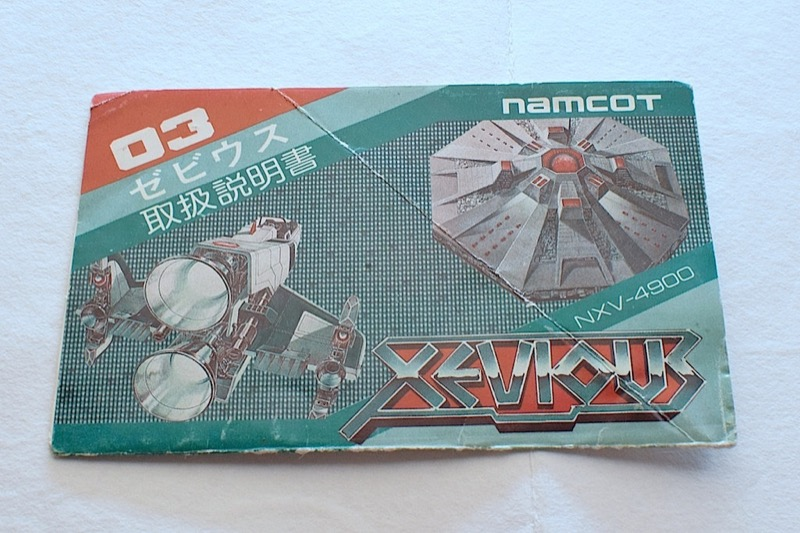 03
ゼビウス
取扱説明書
namcot
NXV-4900
XEVIOUS